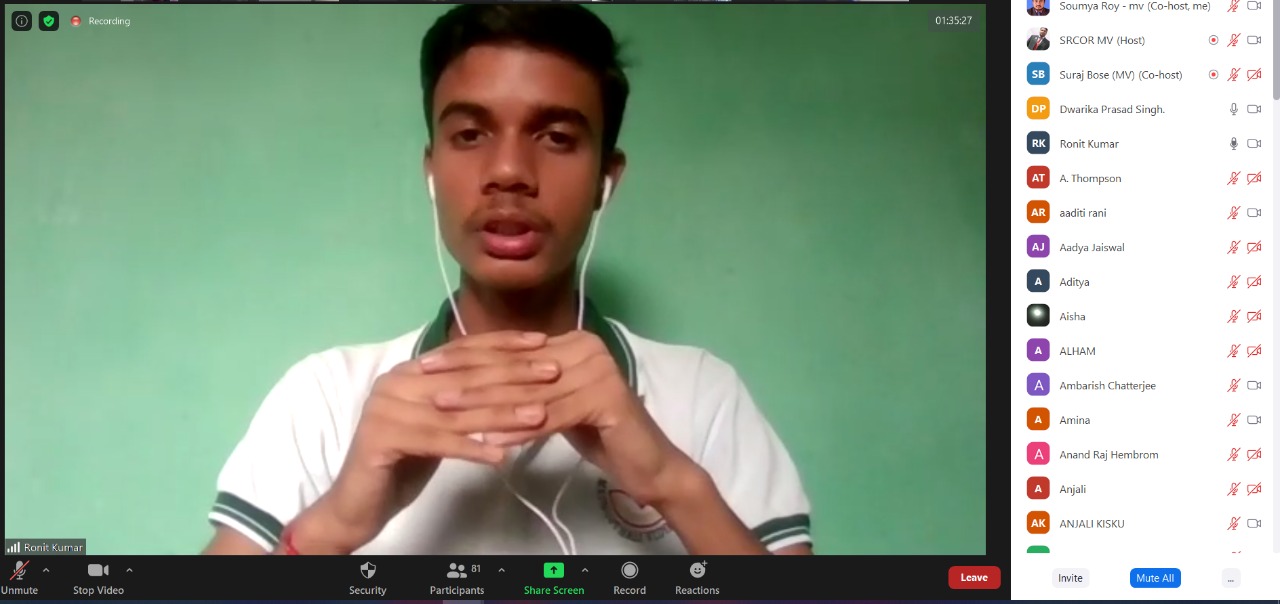 Recording
01:35:27
Ronit Kumar
Unmute
Stop Video
Security
Participants
81
Share Screen
Record
Reactions
Leave
Soumya Roy - mv (Co-host, me)
SRCOR MV (Host)
SB Suraj Bose (MV) (Co-host)
DP Dwarika Prasad Singh.
RK Ronit Kumar
AT A. Thompson
AR aaditi rani
AJ Aadya Jaiswal
A Aditya
Aisha
A ALHAM
A Ambarish Chatterjee
A Amina
A Anand Raj Hembrom
A Anjali
AK ANJALI KISKU
Invite
Mute All
...